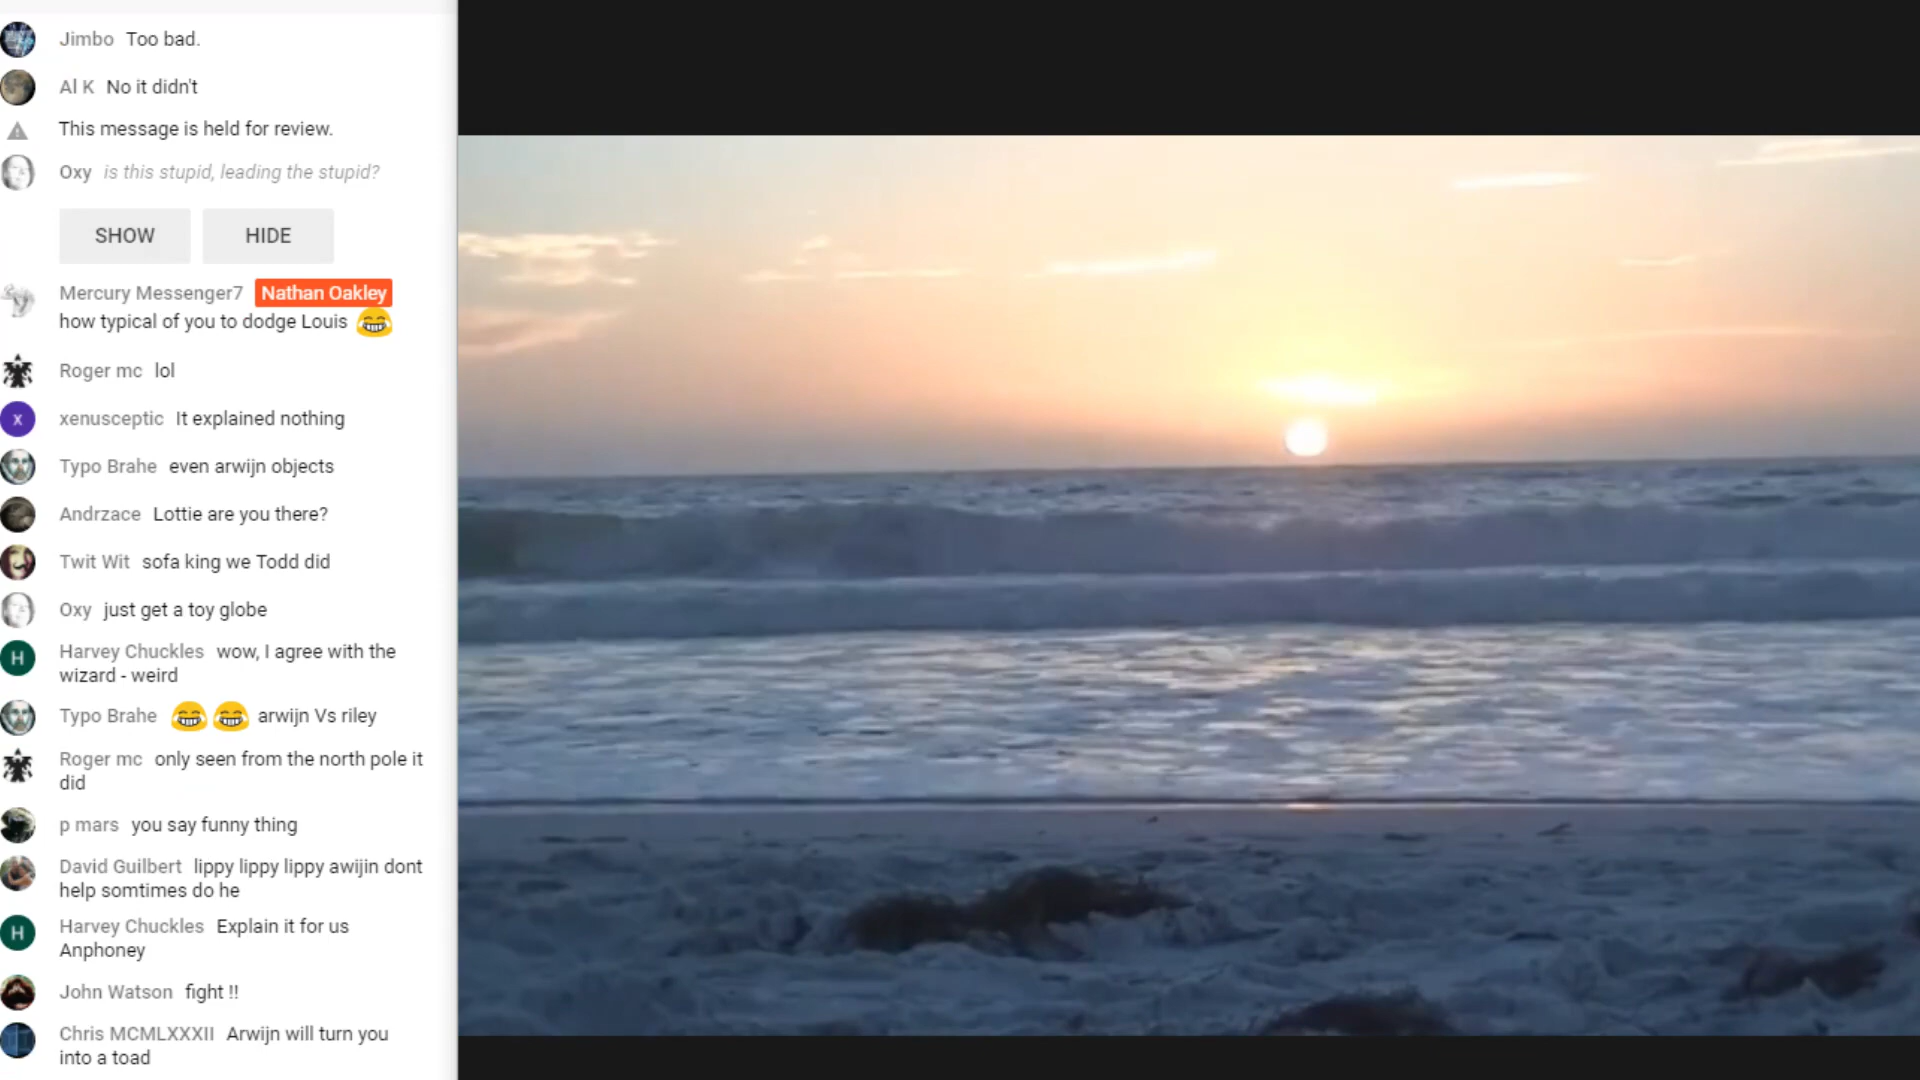 Jimbo Too bad.
Al K No it didn't
This message is held for review.
Oxy is this stupid, leading the stupid?
SHOW HIDE
Mercury Messenger7 Nathan Oakley
how typical of you to dodge Louis 😂
Roger mc lol
x xenusceptic It explained nothing
Typo Brahe even arwijn objects
Andrzace Lottie are you there?
Twit Wit sofa king we Todd did
Oxy just get a toy globe
H Harvey Chuckles wow, I agree with the
wizard - weird
Typo Brahe 😂 😂 arwijn Vs riley
Roger mc only seen from the north pole it
did
p mars you say funny thing
David Guilbert lippy lippy lippy awijin dont
help somtimes do he
H Harvey Chuckles Explain it for us
Anphoney
John Watson fight !!
Chris MCMLXXXII Arwijn will turn you
into a toad